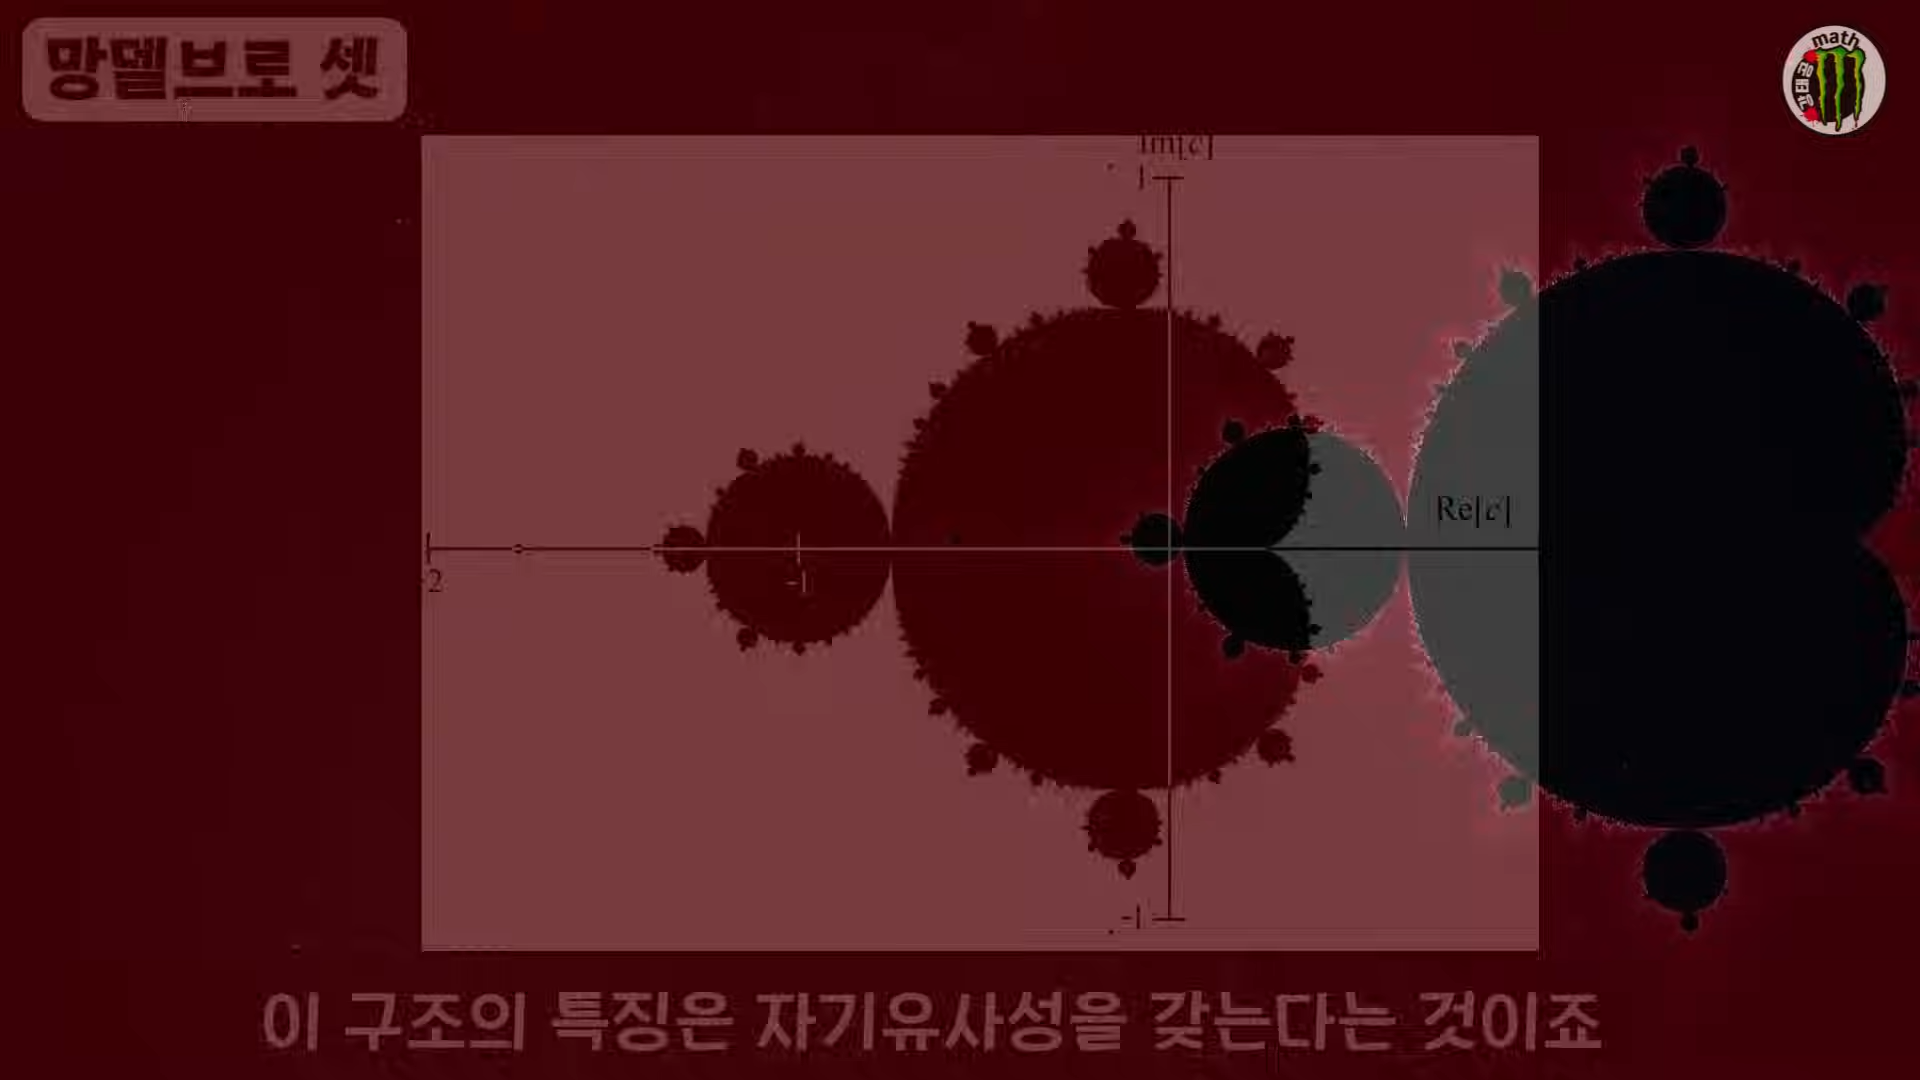 망델브로 셋
math
Im[c]
1
Re[c]
-2
-1
-1
이 구조의 특징은 자기유사성을 갖는다는 것이죠